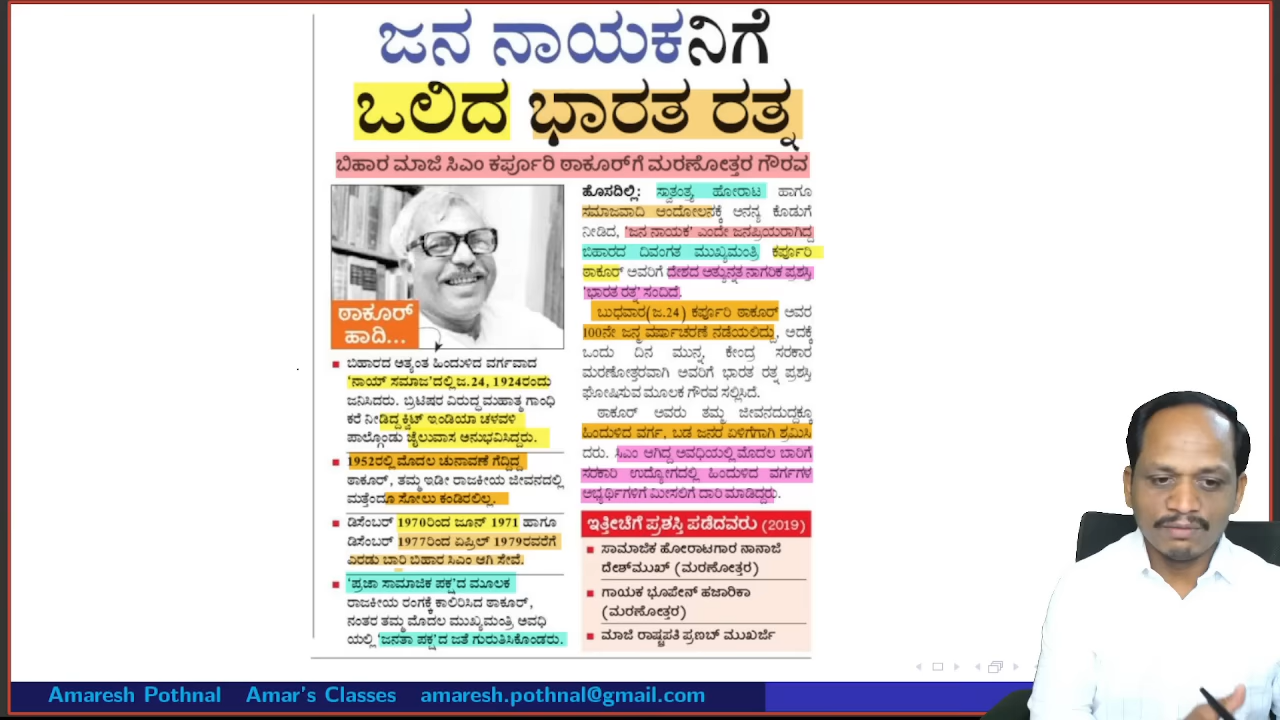 ಜನ ನಾಯಕನಿಗೆ
ಒಲಿದ ಭಾರತ ರತ್ನ
ಬಿಹಾರ ಮಾಜಿ ಸಿಎಂ ಕರ್ಪೂರಿ ಠಾಕೂರ್‌ಗೆ ಮರಣೋತ್ತರ ಗೌರವ
ಠಾಕೂರ್
ಹಾದಿ...
ಬಿಹಾರದ ಅತ್ಯಂತ ಹಿಂದುಳಿದ ವರ್ಗವಾದ
'ನಾಯ್ ಸಮಾಜ'ದಲ್ಲಿ ಜ.24, 1924ರಂದು
ಜನಿಸಿದರು. ಬ್ರಿಟಿಷರ ವಿರುದ್ಧ ಮಹಾತ್ಮ ಗಾಂಧಿ
ಕರೆ ನೀಡಿದ್ದ ಕ್ವಿಟ್ ಇಂಡಿಯಾ ಚಳವಳಿ
ಪಾಲ್ಗೊಂಡು ಜೈಲುವಾಸ ಅನುಭವಿಸಿದ್ದರು.
1952ರಲ್ಲಿ ಮೊದಲ ಚುನಾವಣೆ ಗೆದ್ದಿದ್ದ
ಠಾಕೂರ್, ತಮ್ಮ ಇಡೀ ರಾಜಕೀಯ ಜೀವನದಲ್ಲಿ
ಮತ್ತೆಂದೂ ಸೋಲು ಕಂಡಿರಲಿಲ್ಲ.
ಡಿಸೆಂಬರ್ 1970ರಿಂದ ಜೂನ್ 1971 ಹಾಗೂ
ಡಿಸೆಂಬರ್ 1977ರಿಂದ ಏಪ್ರಿಲ್ 1979ರವರೆಗೆ
ಎರಡು ಬಾರಿ ಬಿಹಾರ ಸಿಎಂ ಆಗಿ ಸೇವೆ.
'ಪ್ರಜಾ ಸಾಮಾಜಿಕ ಪಕ್ಷ'ದ ಮೂಲಕ
ರಾಜಕೀಯ ರಂಗಕ್ಕೆ ಕಾಲಿರಿಸಿದ ಠಾಕೂರ್,
ನಂತರ ತಮ್ಮ ಮೊದಲ ಮುಖ್ಯಮಂತ್ರಿ ಅವಧಿ
ಯಲ್ಲಿ 'ಜನತಾ ಪಕ್ಷ'ದ ಜತೆ ಗುರುತಿಸಿಕೊಂಡರು.
ಹೊಸದಿಲ್ಲಿ: ಸ್ವಾತಂತ್ರ್ಯ ಹೋರಾಟ ಹಾಗೂ
ಸಮಾಜವಾದಿ ಆಂದೋಲನಕ್ಕೆ ಅನನ್ಯ ಕೊಡುಗೆ
ನೀಡಿದ, 'ಜನ ನಾಯಕ' ಎಂದೇ ಜನಪ್ರಿಯರಾಗಿದ್ದ
ಬಿಹಾರದ ದಿವಂಗತ ಮುಖ್ಯಮಂತ್ರಿ ಕರ್ಪೂರಿ
ಠಾಕೂರ್ ಅವರಿಗೆ ದೇಶದ ಅತ್ಯುನ್ನತ ನಾಗರಿಕ ಪ್ರಶಸ್ತಿ
'ಭಾರತ ರತ್ನ' ಸಂದಿದೆ.
ಬುಧವಾರ(ಜ.24) ಕರ್ಪೂರಿ ಠಾಕೂರ್ ಅವರ
100ನೇ ಜನ್ಮ ವರ್ಷಾಚರಣೆ ನಡೆಯಲಿದ್ದು, ಅದಕ್ಕೆ
ಒಂದು ದಿನ ಮುನ್ನ, ಕೇಂದ್ರ ಸರಕಾರ
ಮರಣೋತ್ತರವಾಗಿ ಅವರಿಗೆ ಭಾರತ ರತ್ನ ಪ್ರಶಸ್ತಿ
ಘೋಷಿಸುವ ಮೂಲಕ ಗೌರವ ಸಲ್ಲಿಸಿದೆ.
ಠಾಕೂರ್ ಅವರು ತಮ್ಮ ಜೀವನದುದ್ದಕ್ಕೂ
ಹಿಂದುಳಿದ ವರ್ಗ, ಬಡ ಜನರ ಏಳಿಗೆಗಾಗಿ ಶ್ರಮಿಸಿ
ದರು. ಸಿಎಂ ಆಗಿದ್ದ ಅವಧಿಯಲ್ಲಿ ಮೊದಲ ಬಾರಿಗೆ
ಸರಕಾರಿ ಉದ್ಯೋಗದಲ್ಲಿ ಹಿಂದುಳಿದ ವರ್ಗಗಳ
ಅಭ್ಯರ್ಥಿಗಳಿಗೆ ಮೀಸಲಿಗೆ ದಾರಿ ಮಾಡಿದ್ದರು.
ಇತ್ತೀಚೆಗೆ ಪ್ರಶಸ್ತಿ ಪಡೆದವರು (2019)
ಸಾಮಾಜಿಕ ಹೋರಾಟಗಾರ ನಾನಾಜಿ
ದೇಶ್‌ಮುಖ್ (ಮರಣೋತ್ತರ)
ಗಾಯಕ ಭೂಪೇನ್ ಹಜಾರಿಕಾ
(ಮರಣೋತ್ತರ)
ಮಾಜಿ ರಾಷ್ಟ್ರಪತಿ ಪ್ರಣಬ್ ಮುಖರ್ಜಿ
Amaresh Pothnal Amar's Classes amaresh.pothnal@gmail.com